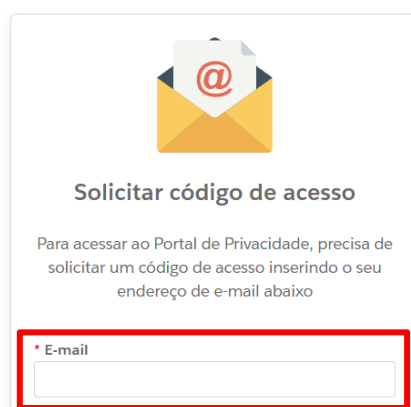 @
Solicitar código de acesso
Para acessar ao Portal de Privacidade, precisa de
solicitar um código de acesso inserindo o seu
endereço de e-mail abaixo
* E-mail